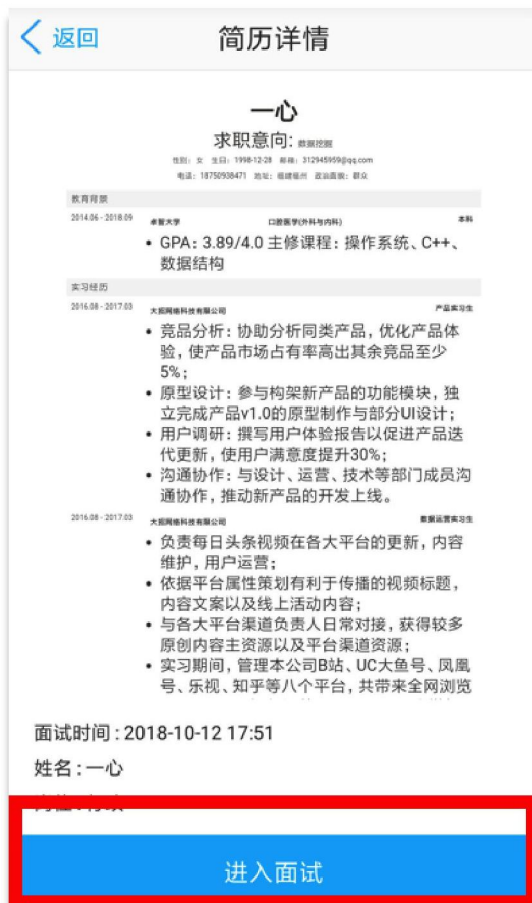 返回
简历详情
一心
求职意向: 数据挖掘
性别: 女 生日: 1998-12-28 邮箱: 312945959@qq.com
电话: 18750938471 地址: 福建福州 政治面貌: 群众
教育背景
2014.06 - 2018.09 卓智大学 口腔医学(外科与内科) 本科
• GPA: 3.89/4.0 主修课程: 操作系统、C++、
数据结构
实习经历
2016.08 - 2017.03 大招网络科技有限公司 产品实习生
• 竞品分析: 协助分析同类产品, 优化产品体
验, 使产品市场占有率高出其余竞品至少
5%;
• 原型设计: 参与构架新产品的功能模块, 独
立完成产品v1.0的原型制作与部分UI设计;
• 用户调研: 撰写用户体验报告以促进产品迭
代更新, 使用户满意度提升30%;
• 沟通协作: 与设计、运营、技术等部门成员沟
通协作, 推动新产品的开发上线。
2016.08 - 2017.03 大招网络科技有限公司 数据运营实习生
• 负责每日头条视频在各大平台的更新, 内容
维护, 用户运营;
• 依据平台属性策划有利于传播的视频标题,
内容文案以及线上活动内容;
• 与各大平台渠道负责人日常对接, 获得较多
原创内容主资源以及平台渠道资源;
• 实习期间, 管理本公司B站、UC大鱼号、凤凰
号、乐视、知乎等八个平台, 共带来全网浏览
面试时间 : 2018-10-12 17:51
姓名 : 一心
进入面试